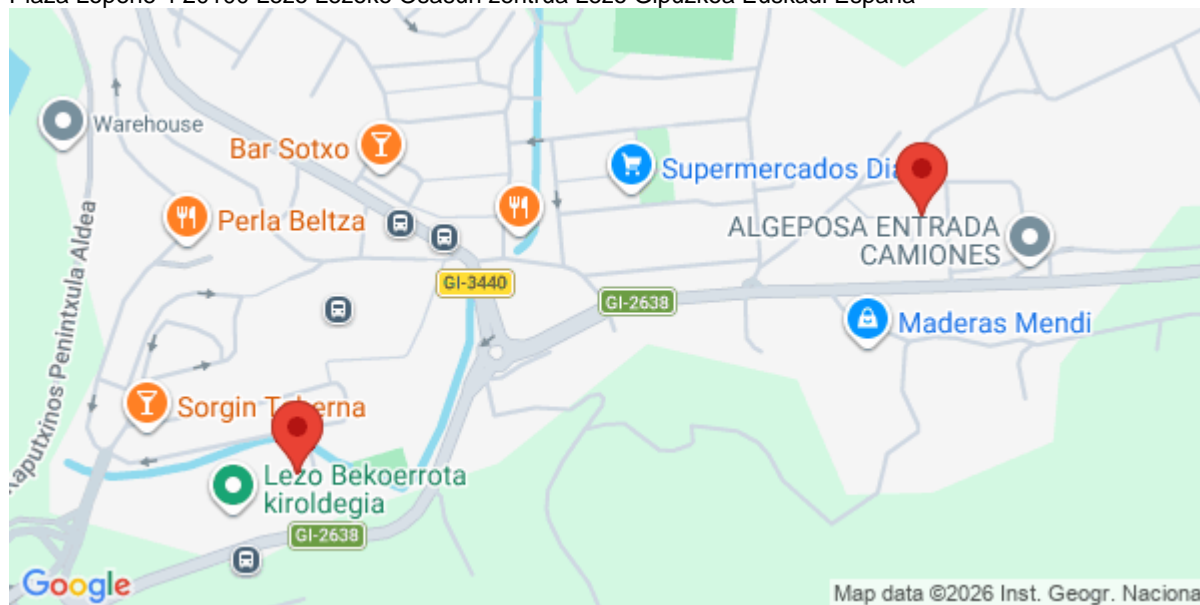 Warehouse
Bar Sotxo
Supermercados Dia
Perla Beltza
ALGEPOSA ENTRADA
CAMIONES
GI-3440
GI-2638
Maderas Mendi
Sorgin Taberna
Lezo Bekoerrota
kiroldegia
GI-2638
Google
Map data ©2026 Inst. Geogr. Naciona